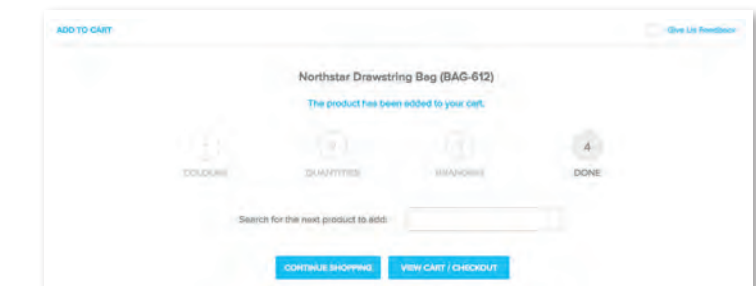 ADD TO CART
Give Us Feedback
Northstar Drawstring Bag (BAG-612)
The product has been added to your cart.
4
COLOURS
QUANTITIES
BRANDING
DONE
Search for the next product to add:
CONTINUE SHOPPING
VIEW CART / CHECKOUT